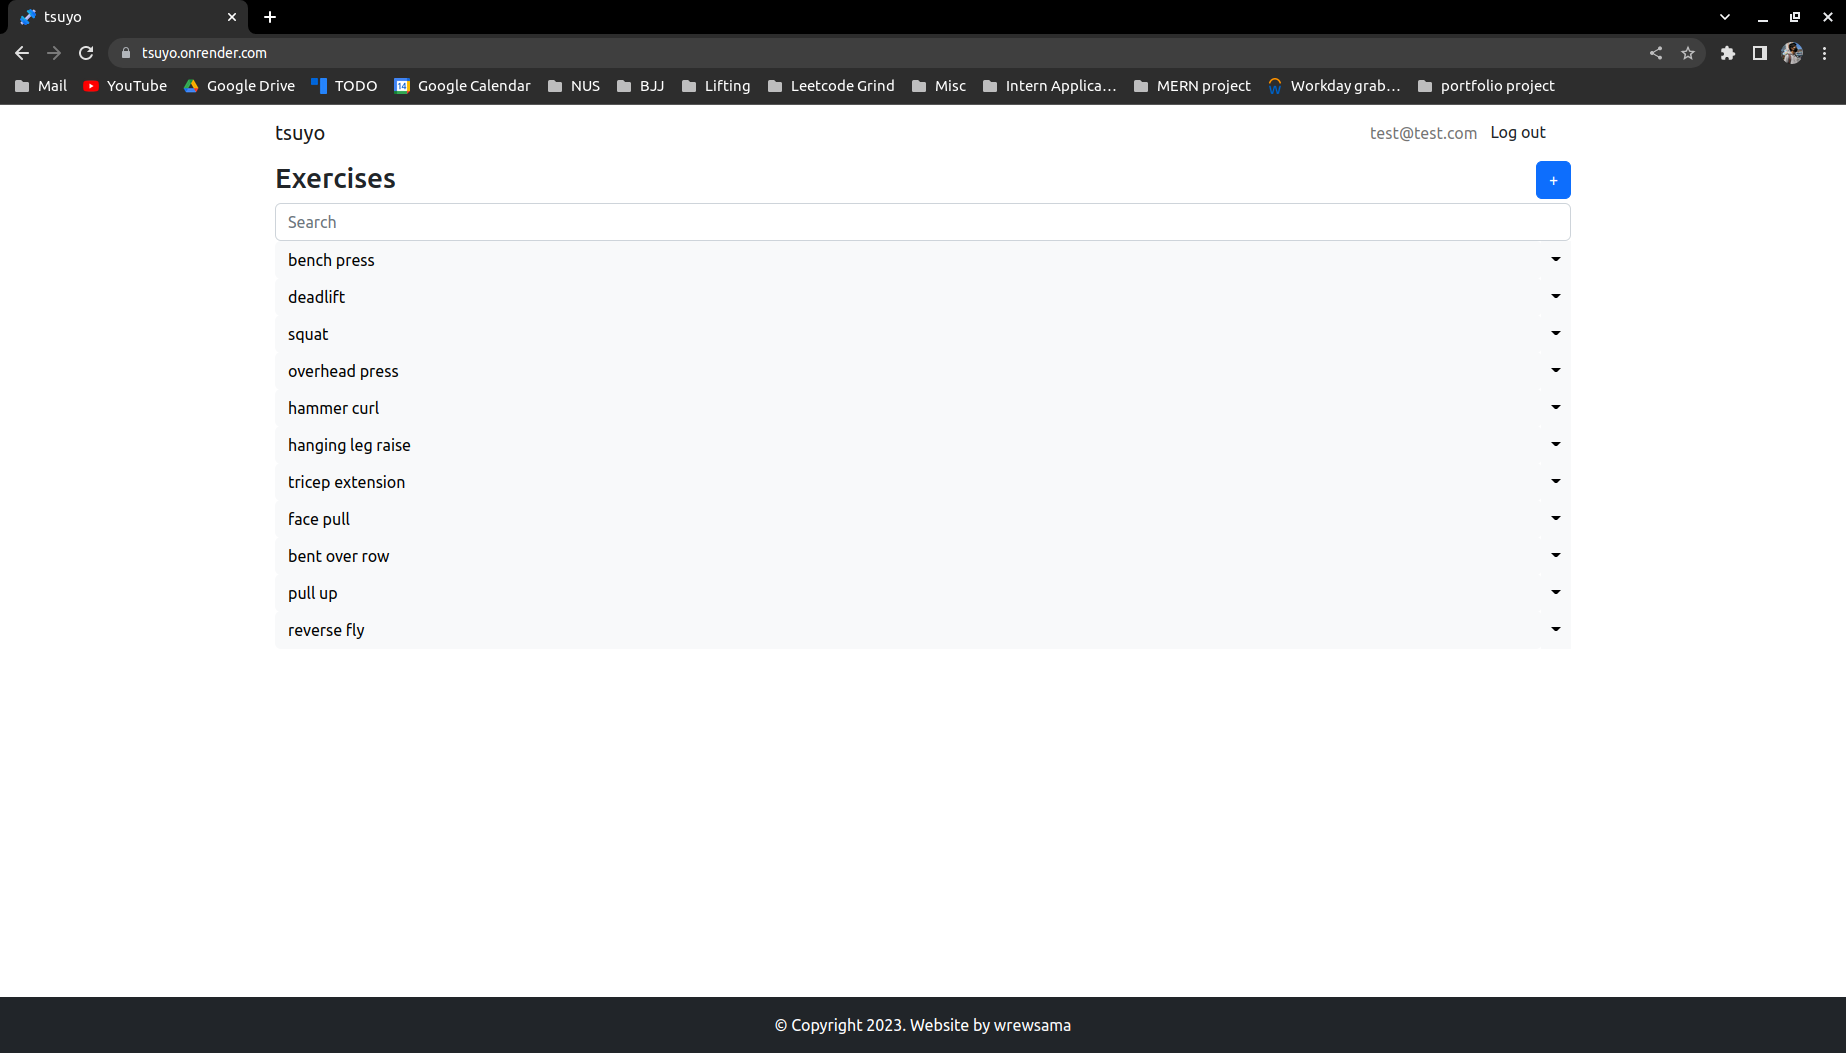 tsuyo
tsuyo.onrender.com
Mail YouTube Google Drive TODO 14 Google Calendar NUS BJJ Lifting Leetcode Grind Misc Intern Applica… MERN project Workday grab… portfolio project
tsuyo test@test.com Log out
Exercises +
Search
bench press
deadlift
squat
overhead press
hammer curl
hanging leg raise
tricep extension
face pull
bent over row
pull up
reverse fly
© Copyright 2023. Website by wrewsama